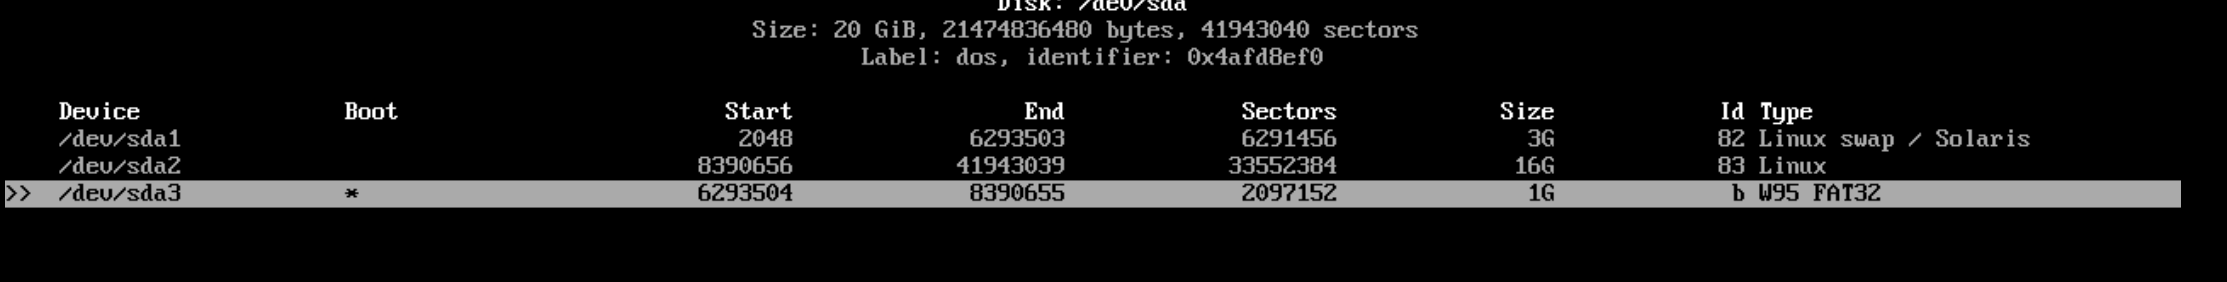 Disk: /dev/sda
Size: 20 GiB, 21474836480 bytes, 41943040 sectors
Label: dos, identifier: 0x4afd8ef0
Device Boot Start End Sectors Size Id Type
/dev/sda1 2048 6293503 6291456 3G 82 Linux swap / Solaris
/dev/sda2 8390656 41943039 33552384 16G 83 Linux
>> /dev/sda3 * 6293504 8390655 2097152 1G b W95 FAT32